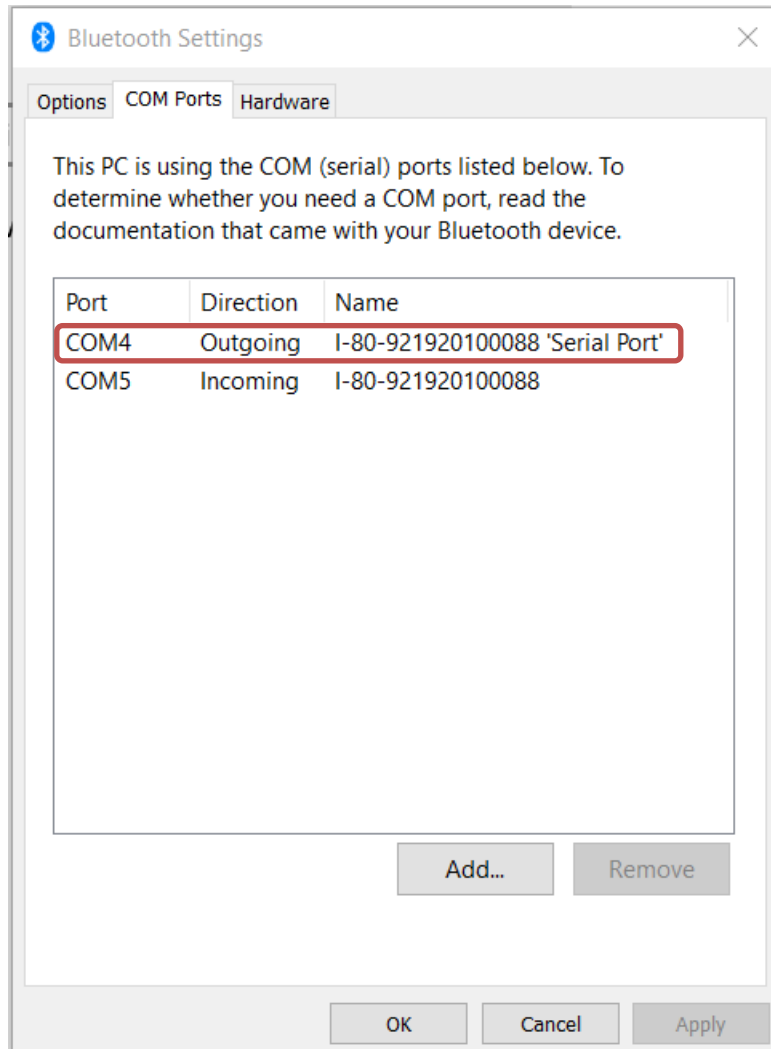 Bluetooth Settings
Options COM Ports Hardware
This PC is using the COM (serial) ports listed below. To
determine whether you need a COM port, read the
documentation that came with your Bluetooth device.
Port Direction Name
COM4 Outgoing I-80-921920100088 'Serial Port'
COM5 Incoming I-80-921920100088
Add... Remove
OK Cancel Apply